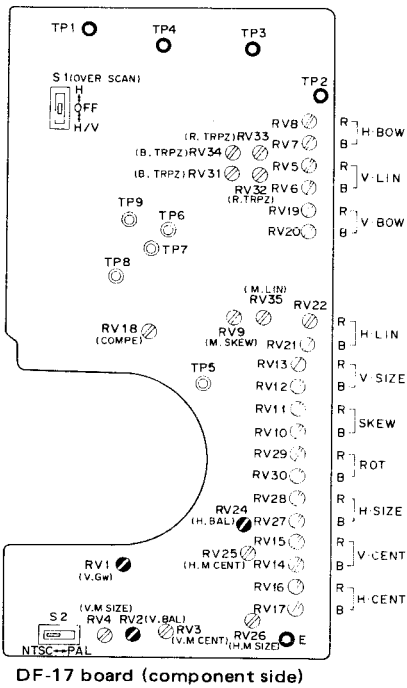 TP1
TP4
TP3
S1(OVER SCAN)
H
OFF
H/V
TP2
RV8 R
H·BOW
RV7 B
(R.TRPZ)RV33
(B.TRPZ)RV34
RV5 R
V·LIN
(B.TRPZ)RV31
RV32
(R.TRPZ)
RV6 B
RV19 R
V·BOW
RV20 B
TP9
TP6
TP7
TP8
(M.LIN)
RV35
RV22 R
H·LIN
RV18
(COMPE)
RV9
(M.SKEW)
RV21 B
RV13 R
V·SIZE
TP5
RV12 B
RV11 R
SKEW
RV10 B
RV29 R
ROT
RV30 B
RV28 R
H·SIZE
RV24
(H.BAL)
RV27 B
RV15 R
V·CENT
RV25
(H.M CENT)
RV14 B
RV1
(V.GW)
RV16 R
H·CENT
RV17 B
S2
NTSC↔PAL
(V.M SIZE)
RV4
RV2(V.BAL)
RV3
(V.M CENT)
RV26
(H.M SIZE)
E
DF-17 board (component side)